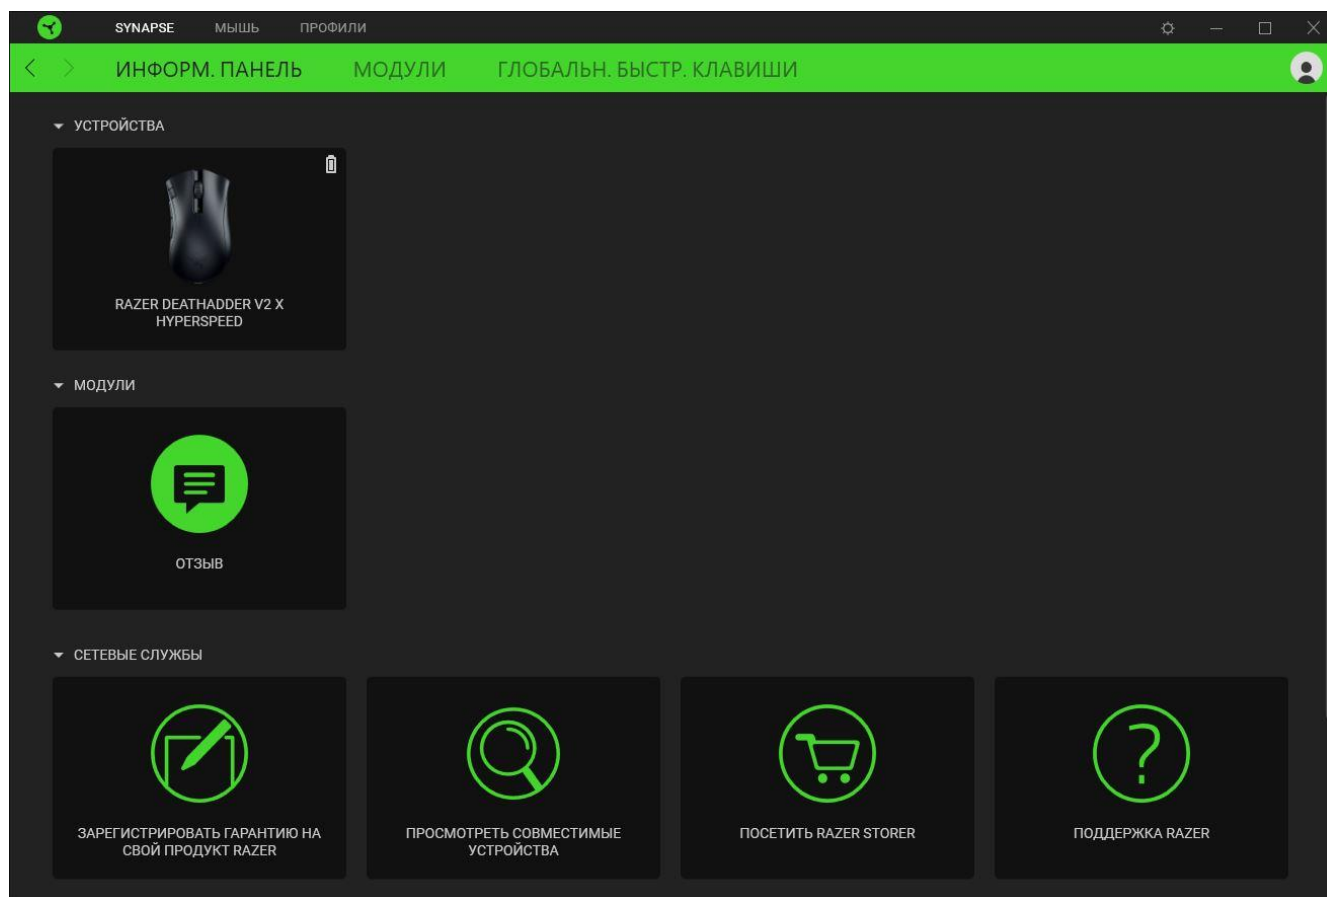 SYNAPSE МЫШЬ ПРОФИЛИ
ИНФОРМ. ПАНЕЛЬ МОДУЛИ ГЛОБАЛЬН. БЫСТР. КЛАВИШИ
УСТРОЙСТВА
RAZER DEATHADDER V2 X
HYPERSPEED
МОДУЛИ
ОТЗЫВ
СЕТЕВЫЕ СЛУЖБЫ
ЗАРЕГИСТРИРОВАТЬ ГАРАНТИЮ НА
СВОЙ ПРОДУКТ RAZER
ПРОСМОТРЕТЬ СОВМЕСТИМЫЕ
УСТРОЙСТВА
ПОСЕТИТЬ RAZER STORER
ПОДДЕРЖКА RAZER